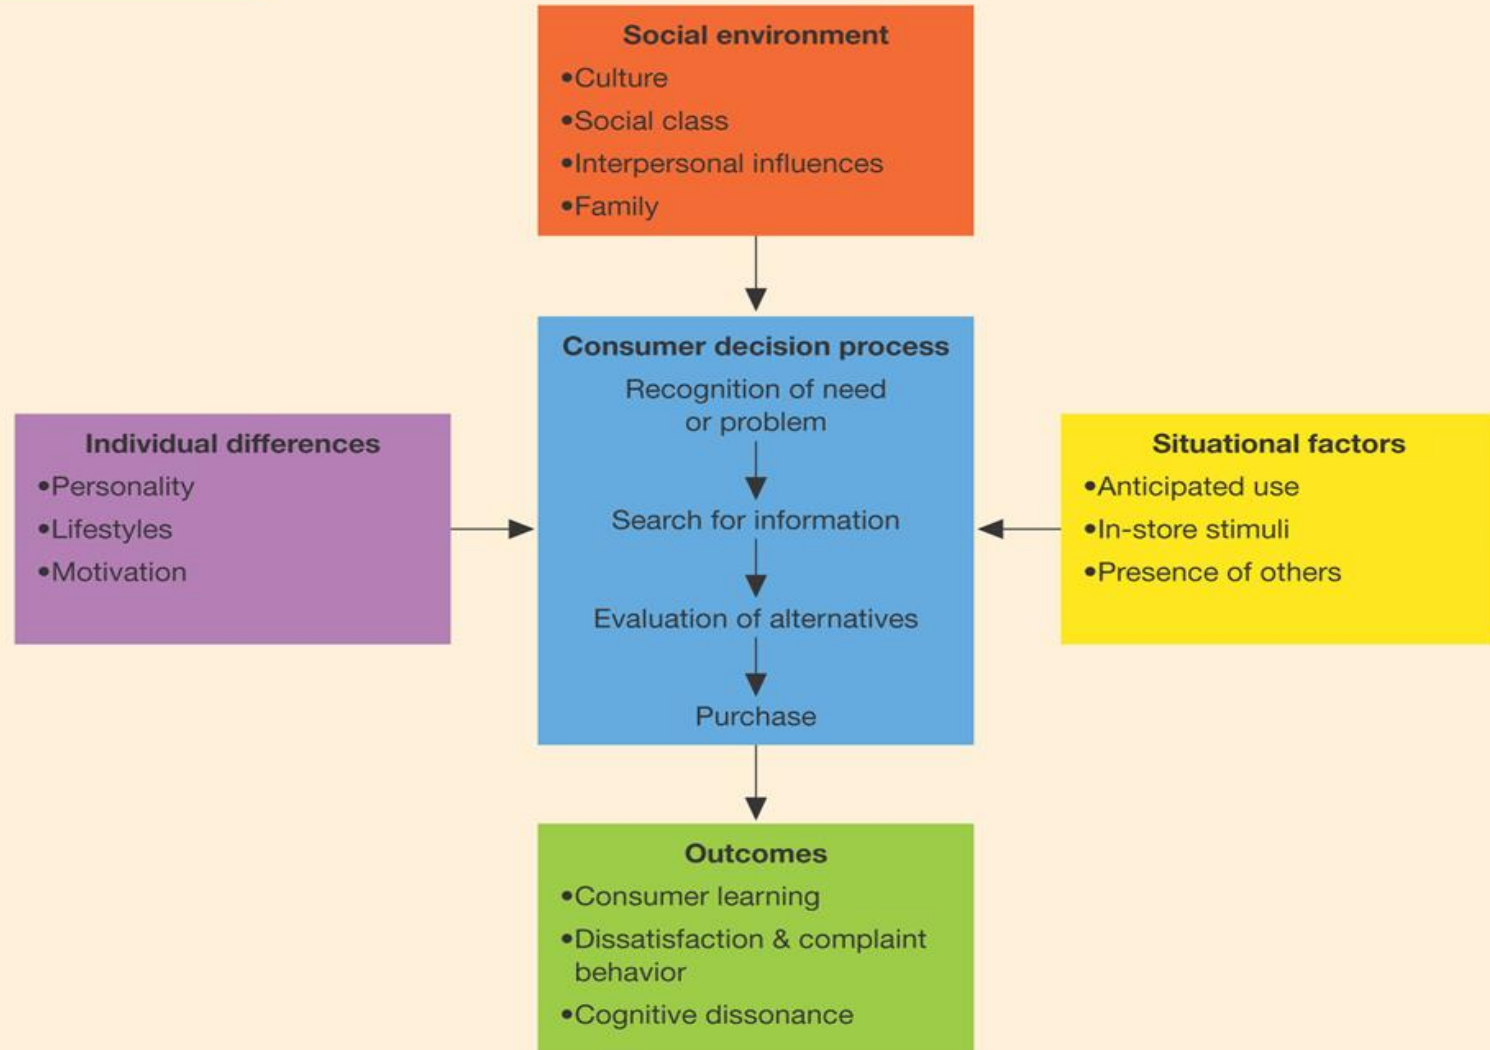 Social environment
•Culture
•Social class
•Interpersonal influences
•Family
Consumer decision process
Recognition of need
or problem
Search for information
Evaluation of alternatives
Purchase
Individual differences
•Personality
•Lifestyles
•Motivation
Situational factors
•Anticipated use
•In-store stimuli
•Presence of others
Outcomes
•Consumer learning
•Dissatisfaction & complaint
behavior
•Cognitive dissonance